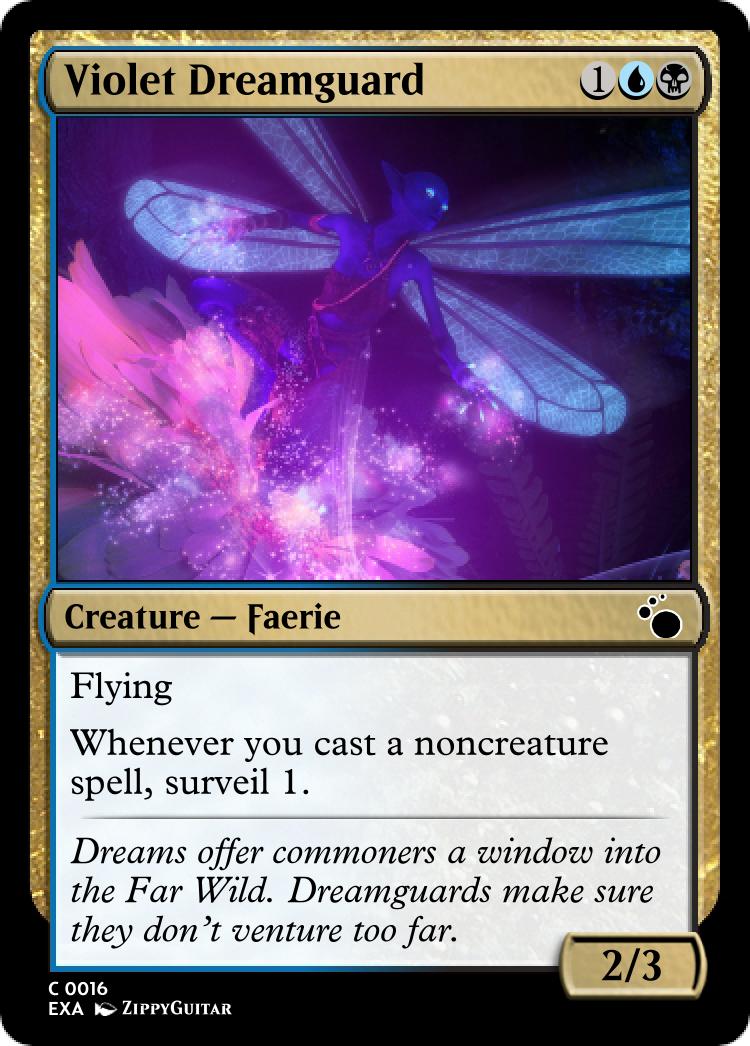 Violet Dreamguard 1
Creature — Faerie
Flying
Whenever you cast a noncreature
spell, surveil 1.
Dreams offer commoners a window into
the Far Wild. Dreamguards make sure
they don't venture too far.
2/3
C 0016
EXA ZippyGuitar